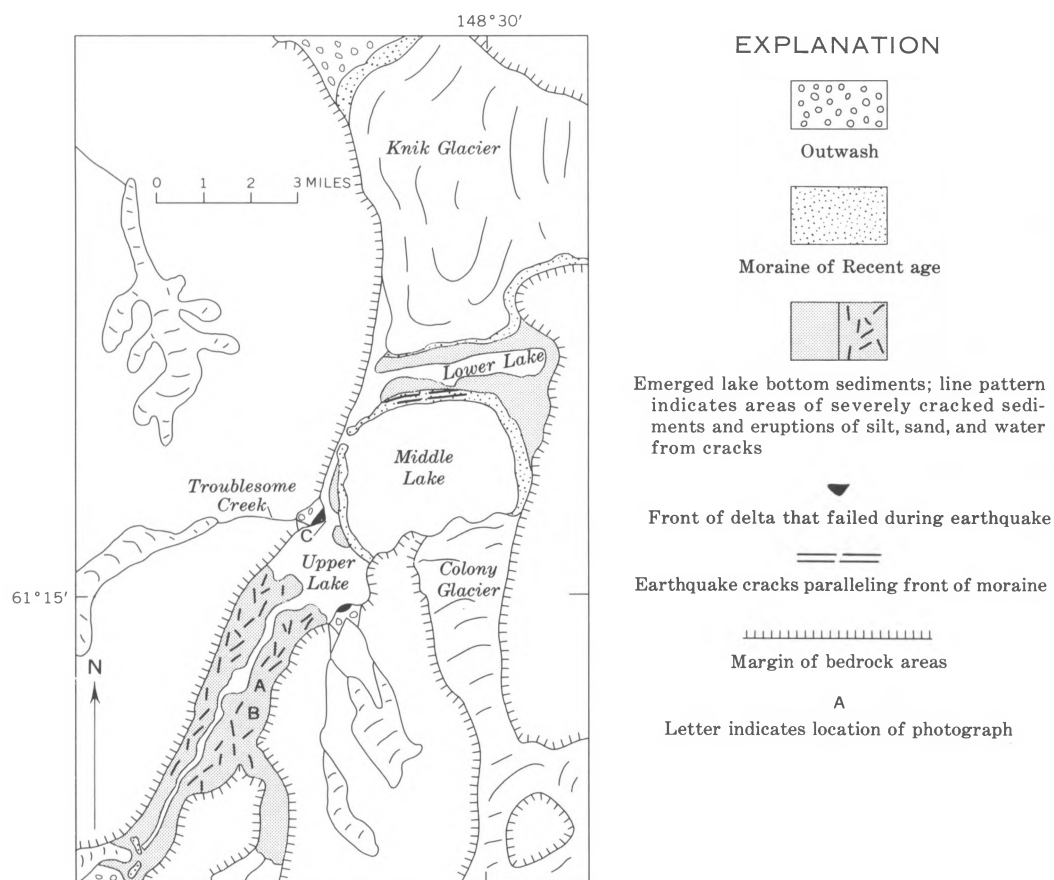 148°30′
Knik Glacier
0 1 2 3 MILES
Lower Lake
Middle
Lake
Troublesome
Creek
C
Upper
Lake
Colony
Glacier
61°15′
N
A
B
EXPLANATION
Outwash
Moraine of Recent age
Emerged lake bottom sediments; line pattern
indicates areas of severely cracked sedi-
ments and eruptions of silt, sand, and water
from cracks
Front of delta that failed during earthquake
Earthquake cracks paralleling front of moraine
Margin of bedrock areas
A
Letter indicates location of photograph